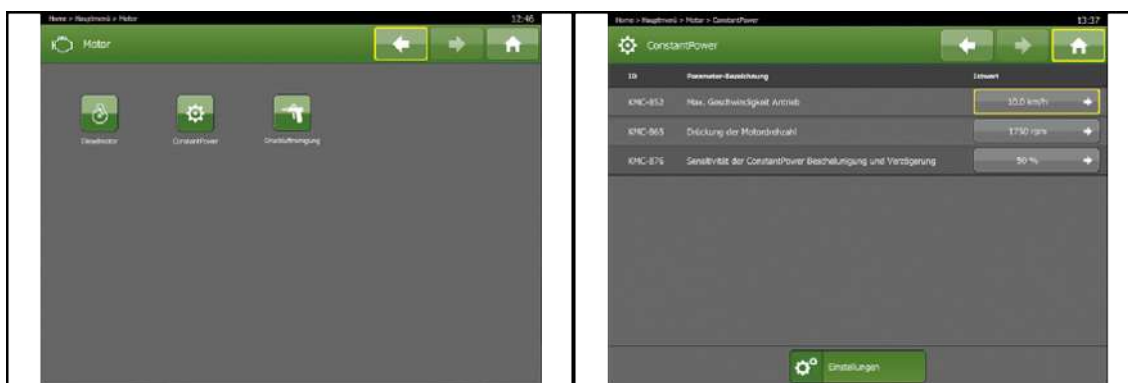 Home > Hauptmenü > Motor 12:46
Motor
Dieselmotor ConstantPower Druckluftreinigung
Home > Hauptmenü > Motor > ConstantPower 13:37
ConstantPower
ID Parameter-Bezeichnung Istwert
KMC-852 Max. Geschwindigkeit Antrieb 10.0 km/h
KMC-865 Drückung der Motordrehzahl 1750 rpm
KMC-876 Sensitivität der ConstantPower Beschelunigung und Verzögerung 50 %
Einstellungen